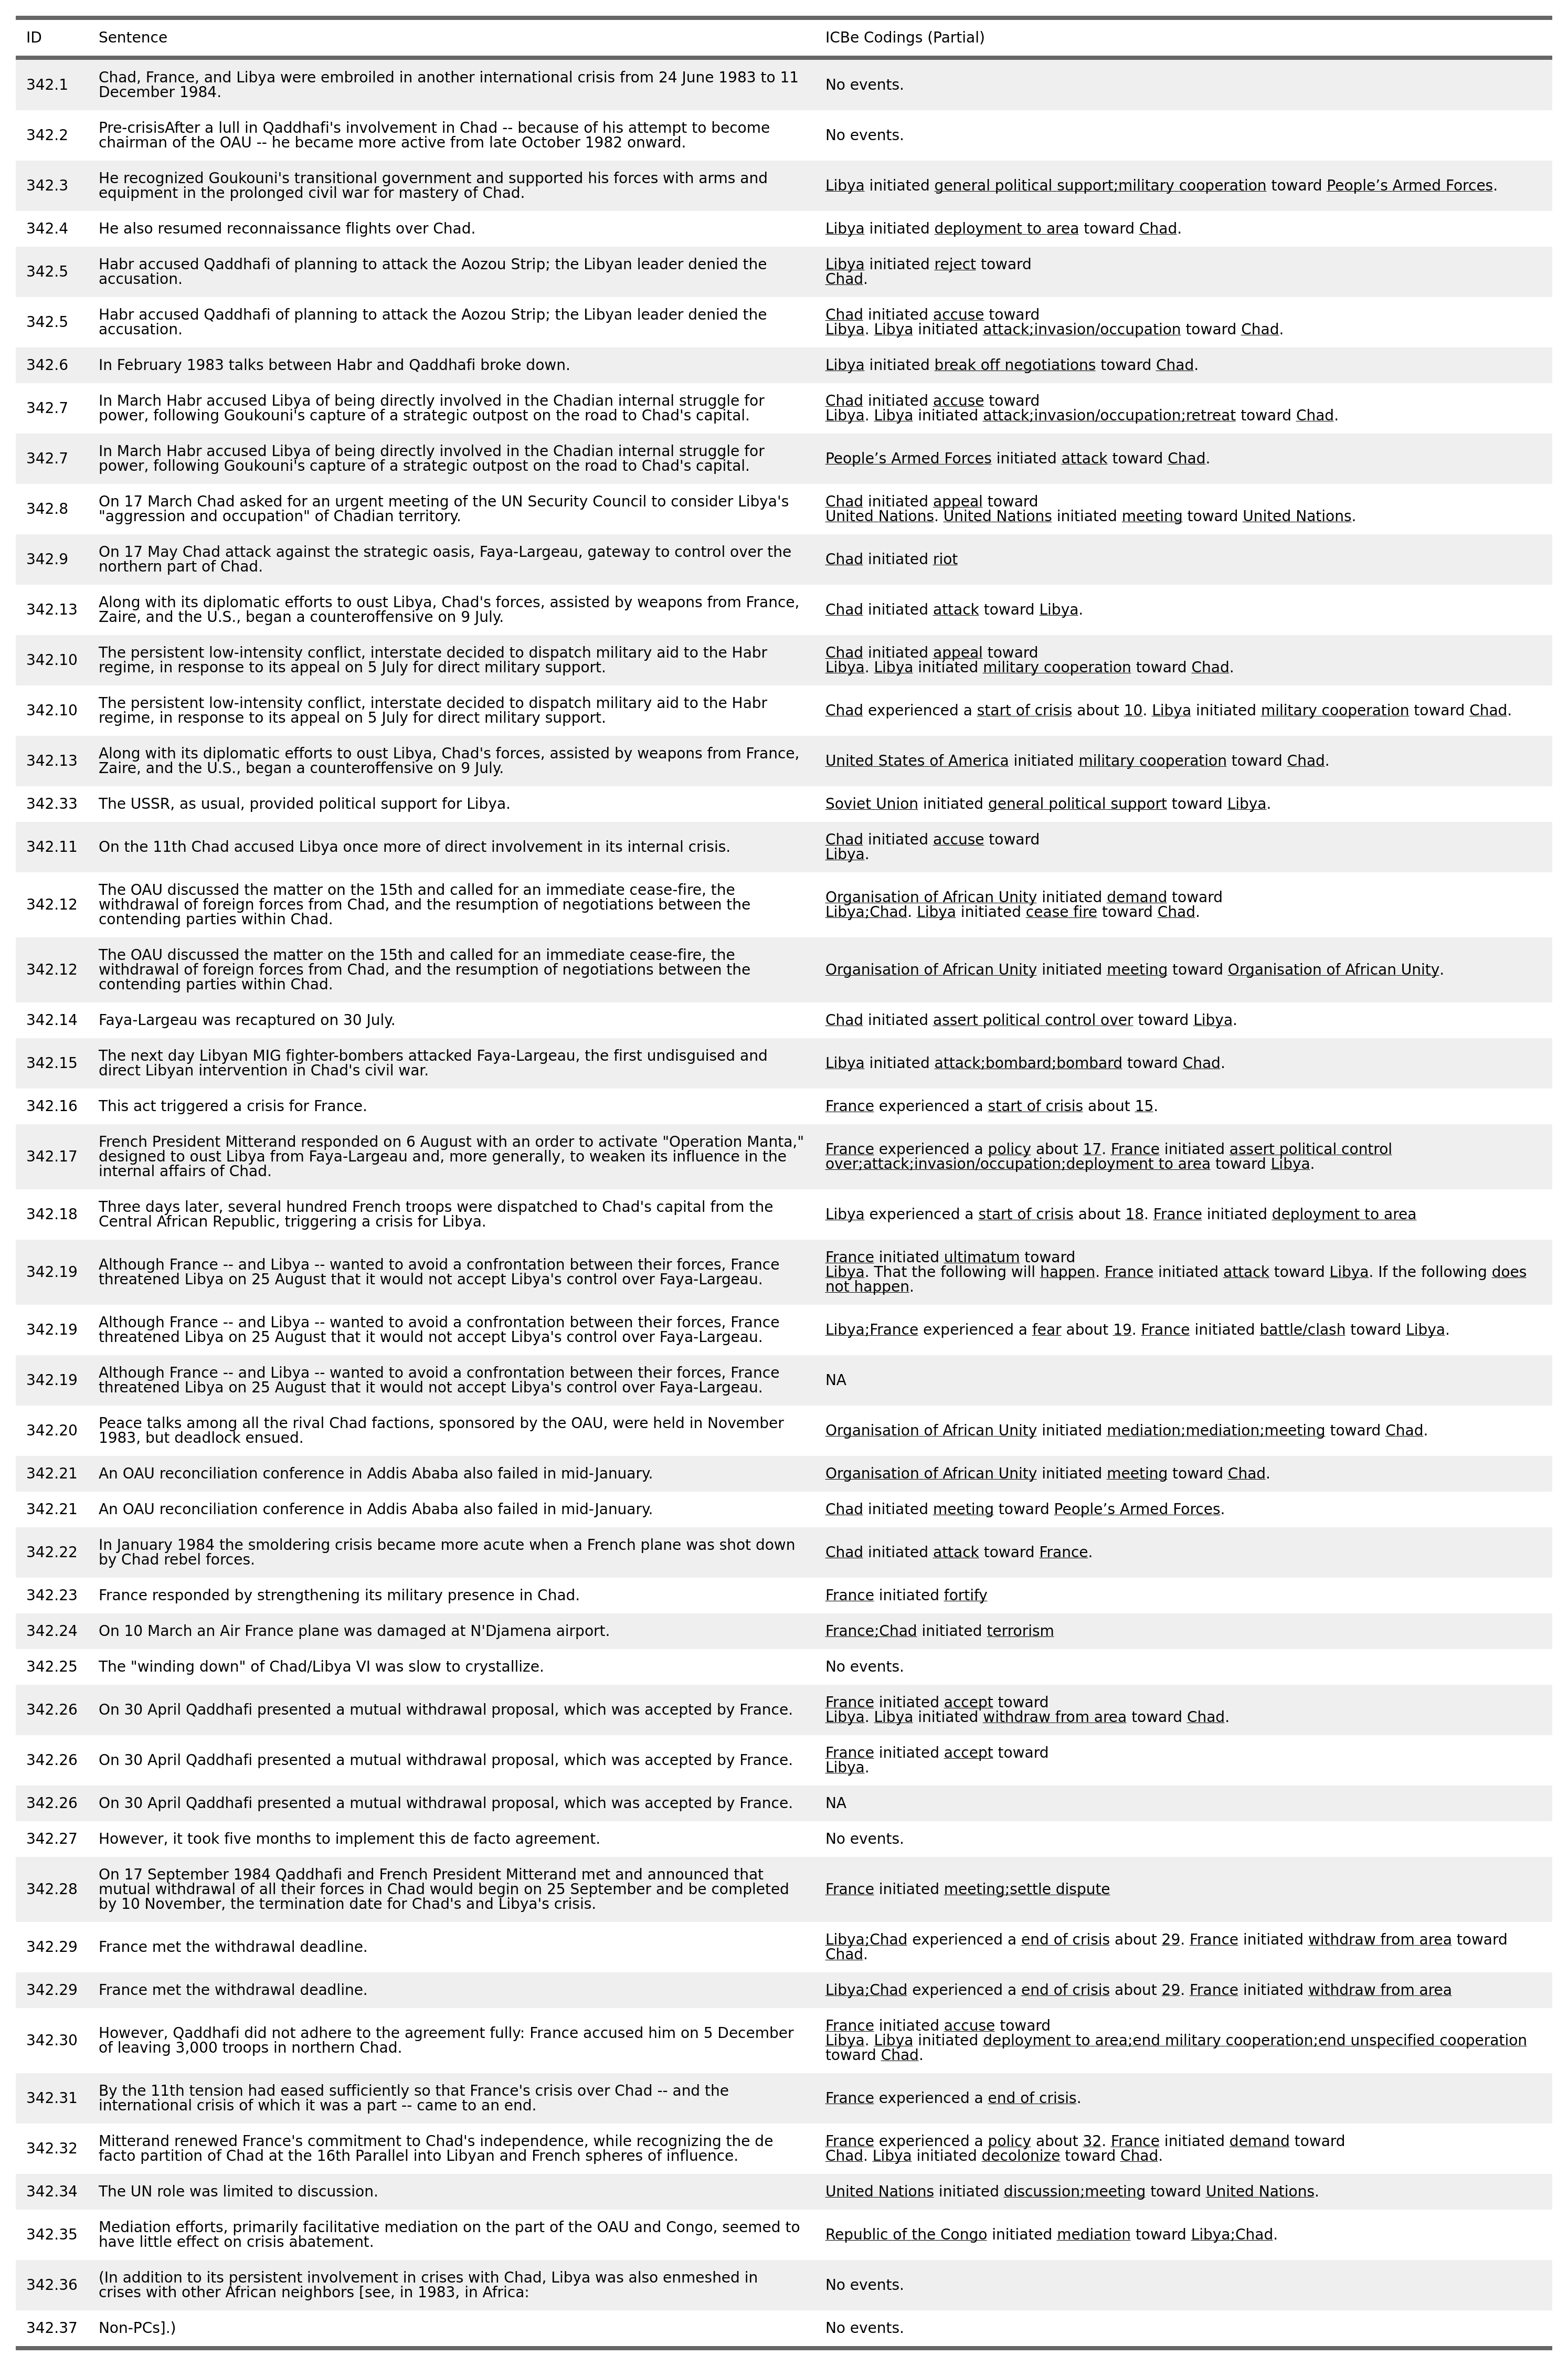 ID Sentence ICBe Codings (Partial)
342.1 Chad, France, and Libya were embroiled in another international crisis from 24 June 1983 to 11
December 1984. No events.
342.2 Pre-crisisAfter a lull in Qaddhafi's involvement in Chad -- because of his attempt to become
chairman of the OAU -- he became more active from late October 1982 onward. No events.
342.3 He recognized Goukouni's transitional government and supported his forces with arms and
equipment in the prolonged civil war for mastery of Chad. Libya initiated general political support;military cooperation toward People’s Armed Forces.
342.4 He also resumed reconnaissance flights over Chad. Libya initiated deployment to area toward Chad.
342.5 Habr accused Qaddhafi of planning to attack the Aozou Strip; the Libyan leader denied the
accusation. Libya initiated reject toward
Chad.
342.5 Habr accused Qaddhafi of planning to attack the Aozou Strip; the Libyan leader denied the
accusation. Chad initiated accuse toward
Libya. Libya initiated attack;invasion/occupation toward Chad.
342.6 In February 1983 talks between Habr and Qaddhafi broke down. Libya initiated break off negotiations toward Chad.
342.7 In March Habr accused Libya of being directly involved in the Chadian internal struggle for
power, following Goukouni's capture of a strategic outpost on the road to Chad's capital. Chad initiated accuse toward
Libya. Libya initiated attack;invasion/occupation;retreat toward Chad.
342.7 In March Habr accused Libya of being directly involved in the Chadian internal struggle for
power, following Goukouni's capture of a strategic outpost on the road to Chad's capital. People’s Armed Forces initiated attack toward Chad.
342.8 On 17 March Chad asked for an urgent meeting of the UN Security Council to consider Libya's
"aggression and occupation" of Chadian territory. Chad initiated appeal toward
United Nations. United Nations initiated meeting toward United Nations.
342.9 On 17 May Chad attack against the strategic oasis, Faya-Largeau, gateway to control over the
northern part of Chad. Chad initiated riot
342.13 Along with its diplomatic efforts to oust Libya, Chad's forces, assisted by weapons from France,
Zaire, and the U.S., began a counteroffensive on 9 July. Chad initiated attack toward Libya.
342.10 The persistent low-intensity conflict, interstate decided to dispatch military aid to the Habr
regime, in response to its appeal on 5 July for direct military support. Chad initiated appeal toward
Libya. Libya initiated military cooperation toward Chad.
342.10 The persistent low-intensity conflict, interstate decided to dispatch military aid to the Habr
regime, in response to its appeal on 5 July for direct military support. Chad experienced a start of crisis about 10. Libya initiated military cooperation toward Chad.
342.13 Along with its diplomatic efforts to oust Libya, Chad's forces, assisted by weapons from France,
Zaire, and the U.S., began a counteroffensive on 9 July. United States of America initiated military cooperation toward Chad.
342.33 The USSR, as usual, provided political support for Libya. Soviet Union initiated general political support toward Libya.
342.11 On the 11th Chad accused Libya once more of direct involvement in its internal crisis. Chad initiated accuse toward
Libya.
342.12 The OAU discussed the matter on the 15th and called for an immediate cease-fire, the
withdrawal of foreign forces from Chad, and the resumption of negotiations between the
contending parties within Chad. Organisation of African Unity initiated demand toward
Libya;Chad. Libya initiated cease fire toward Chad.
342.12 The OAU discussed the matter on the 15th and called for an immediate cease-fire, the
withdrawal of foreign forces from Chad, and the resumption of negotiations between the
contending parties within Chad. Organisation of African Unity initiated meeting toward Organisation of African Unity.
342.14 Faya-Largeau was recaptured on 30 July. Chad initiated assert political control over toward Libya.
342.15 The next day Libyan MIG fighter-bombers attacked Faya-Largeau, the first undisguised and
direct Libyan intervention in Chad's civil war. Libya initiated attack;bombard;bombard toward Chad.
342.16 This act triggered a crisis for France. France experienced a start of crisis about 15.
342.17 French President Mitterand responded on 6 August with an order to activate "Operation Manta,"
designed to oust Libya from Faya-Largeau and, more generally, to weaken its influence in the
internal affairs of Chad. France experienced a policy about 17. France initiated assert political control
over;attack;invasion/occupation;deployment to area toward Libya.
342.18 Three days later, several hundred French troops were dispatched to Chad's capital from the
Central African Republic, triggering a crisis for Libya. Libya experienced a start of crisis about 18. France initiated deployment to area
342.19 Although France -- and Libya -- wanted to avoid a confrontation between their forces, France
threatened Libya on 25 August that it would not accept Libya's control over Faya-Largeau. France initiated ultimatum toward
Libya. That the following will happen. France initiated attack toward Libya. If the following does
not happen.
342.19 Although France -- and Libya -- wanted to avoid a confrontation between their forces, France
threatened Libya on 25 August that it would not accept Libya's control over Faya-Largeau. Libya;France experienced a fear about 19. France initiated battle/clash toward Libya.
342.19 Although France -- and Libya -- wanted to avoid a confrontation between their forces, France
threatened Libya on 25 August that it would not accept Libya's control over Faya-Largeau. NA
342.20 Peace talks among all the rival Chad factions, sponsored by the OAU, were held in November
1983, but deadlock ensued. Organisation of African Unity initiated mediation;mediation;meeting toward Chad.
342.21 An OAU reconciliation conference in Addis Ababa also failed in mid-January. Organisation of African Unity initiated meeting toward Chad.
342.21 An OAU reconciliation conference in Addis Ababa also failed in mid-January. Chad initiated meeting toward People’s Armed Forces.
342.22 In January 1984 the smoldering crisis became more acute when a French plane was shot down
by Chad rebel forces. Chad initiated attack toward France.
342.23 France responded by strengthening its military presence in Chad. France initiated fortify
342.24 On 10 March an Air France plane was damaged at N'Djamena airport. France;Chad initiated terrorism
342.25 The "winding down" of Chad/Libya VI was slow to crystallize. No events.
342.26 On 30 April Qaddhafi presented a mutual withdrawal proposal, which was accepted by France. France initiated accept toward
Libya. Libya initiated withdraw from area toward Chad.
342.26 On 30 April Qaddhafi presented a mutual withdrawal proposal, which was accepted by France. France initiated accept toward
Libya.
342.26 On 30 April Qaddhafi presented a mutual withdrawal proposal, which was accepted by France. NA
342.27 However, it took five months to implement this de facto agreement. No events.
342.28 On 17 September 1984 Qaddhafi and French President Mitterand met and announced that
mutual withdrawal of all their forces in Chad would begin on 25 September and be completed
by 10 November, the termination date for Chad's and Libya's crisis. France initiated meeting;settle dispute
342.29 France met the withdrawal deadline. Libya;Chad experienced a end of crisis about 29. France initiated withdraw from area toward
Chad.
342.29 France met the withdrawal deadline. Libya;Chad experienced a end of crisis about 29. France initiated withdraw from area
342.30 However, Qaddhafi did not adhere to the agreement fully: France accused him on 5 December
of leaving 3,000 troops in northern Chad. France initiated accuse toward
Libya. Libya initiated deployment to area;end military cooperation;end unspecified cooperation
toward Chad.
342.31 By the 11th tension had eased sufficiently so that France's crisis over Chad -- and the
international crisis of which it was a part -- came to an end. France experienced a end of crisis.
342.32 Mitterand renewed France's commitment to Chad's independence, while recognizing the de
facto partition of Chad at the 16th Parallel into Libyan and French spheres of influence. France experienced a policy about 32. France initiated demand toward
Chad. Libya initiated decolonize toward Chad.
342.34 The UN role was limited to discussion. United Nations initiated discussion;meeting toward United Nations.
342.35 Mediation efforts, primarily facilitative mediation on the part of the OAU and Congo, seemed to
have little effect on crisis abatement. Republic of the Congo initiated mediation toward Libya;Chad.
342.36 (In addition to its persistent involvement in crises with Chad, Libya was also enmeshed in
crises with other African neighbors [see, in 1983, in Africa: No events.
342.37 Non-PCs].) No events.